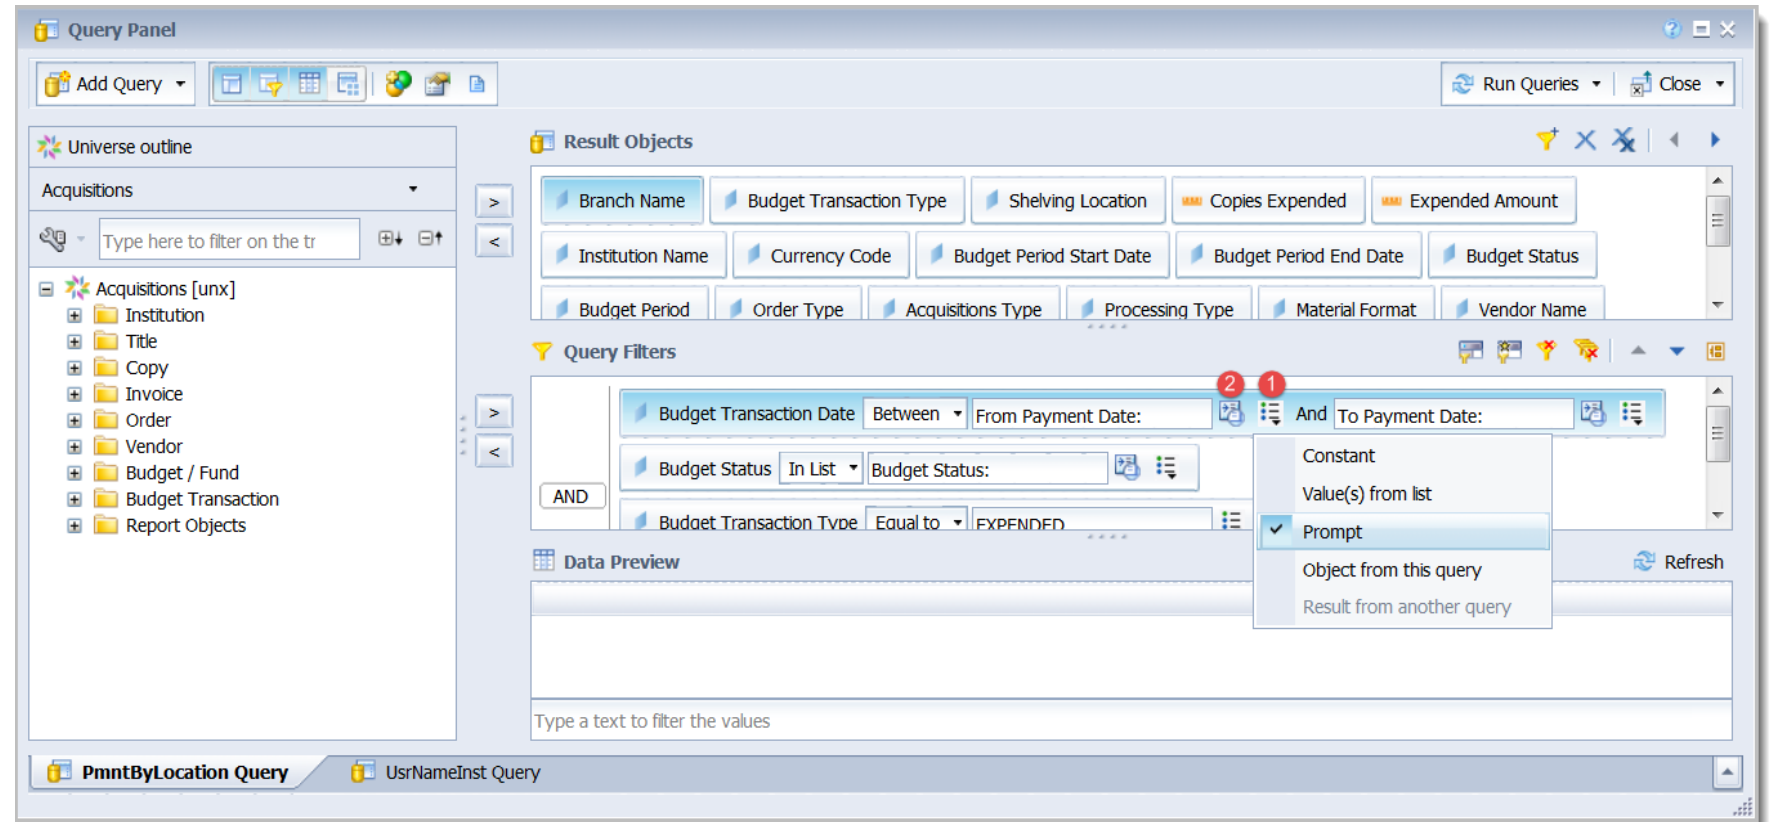 Query Panel
Add Query
Run Queries
Close
Universe outline
Acquisitions
Type here to filter on the tr
Acquisitions [unx]
Institution
Title
Copy
Invoice
Order
Vendor
Budget / Fund
Budget Transaction
Report Objects
>
<
Result Objects
Branch Name Budget Transaction Type Shelving Location Copies Expended Expended Amount
Institution Name Currency Code Budget Period Start Date Budget Period End Date Budget Status
Budget Period Order Type Acquisitions Type Processing Type Material Format Vendor Name
>
<
Query Filters
2 1
Budget Transaction Date Between From Payment Date: And To Payment Date:
Budget Status In List Budget Status:
AND
Budget Transaction Type Equal to EXPENDED
Constant
Value(s) from list
Prompt
Object from this query
Result from another query
Data Preview
Refresh
Type a text to filter the values
PmntByLocation Query UsrNameInst Query